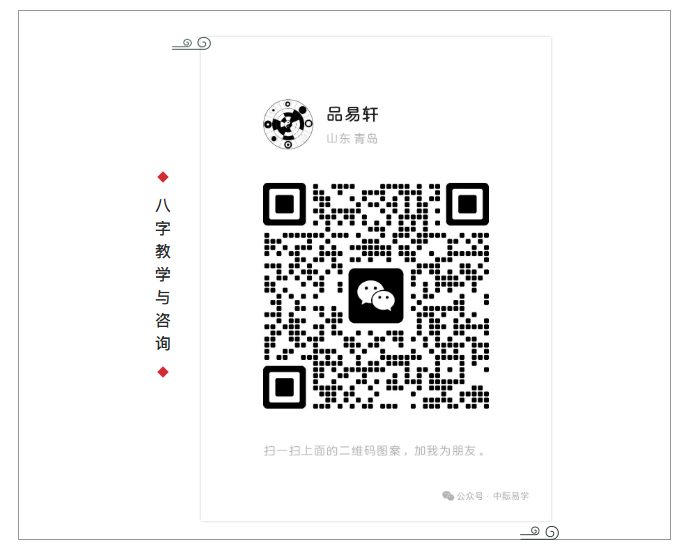 八字教学与咨询
品易轩
山东 青岛
扫一扫上面的二维码图案，加我为朋友。
公众号 · 中际易学